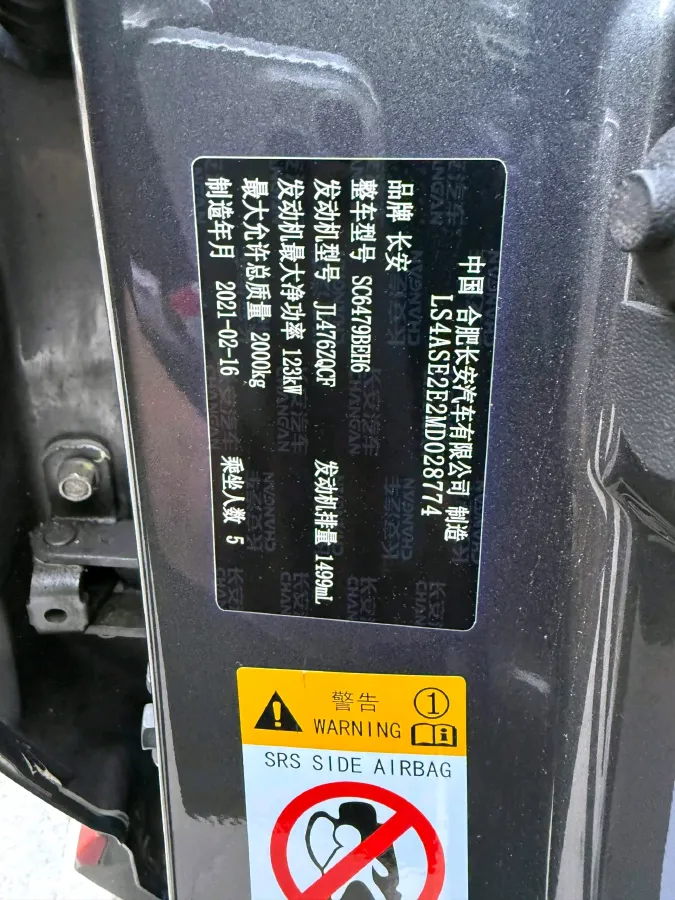 中国 合肥长安汽车有限公司 制造
LS4ASE2E2MD028774
品牌 长安
整车型号 SC6479BEH6
发动机型号 JL476ZQCF 发动机排量 1499mL
发动机最大净功率 123kW
最大允许总质量 2000kg
制造年月 2021-02-16 乘坐人数 5
警告 1
WARNING
SRS SIDE AIRBAG